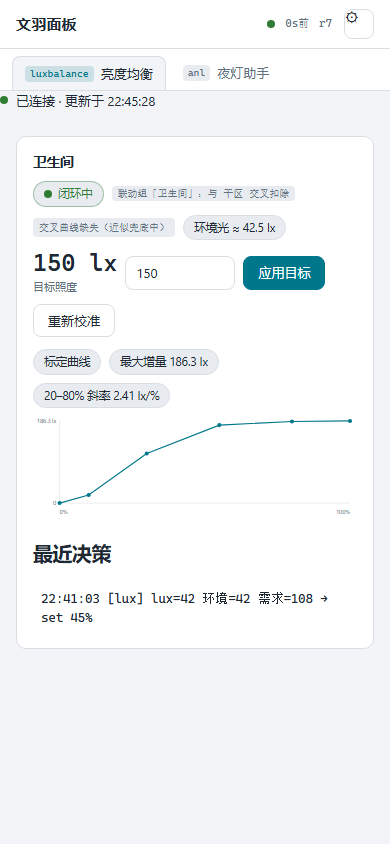 文羽面板
0s前 r7
luxbalance 亮度均衡 anl 夜灯助手
已连接 · 更新于 22:45:28
卫生间
闭环中 联动组「卫生间」：与 干区 交叉扣除
交叉曲线缺失（近似兜底中） 环境光 ≈ 42.5 lx
150 lx 150 应用目标
目标照度
重新校准
标定曲线 最大增量 186.3 lx
20–80% 斜率 2.41 lx/%
186.3 lx
0
0% 100%
最近决策
22:41:03 [lux] lux=42 环境=42 需求=108 →
set 45%